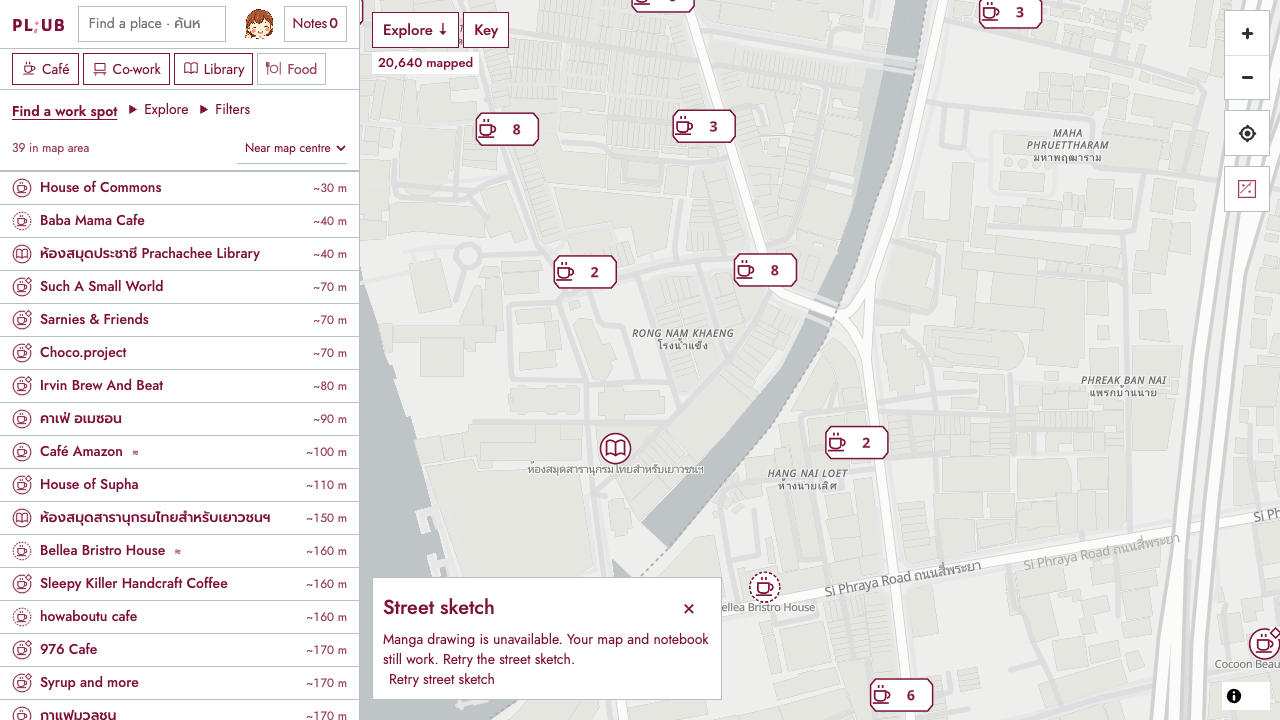 PL;UB
Find a place · ค้นห
Notes 0
Café
Co-work
Library
Food
Find a work spot
Explore
Filters
39 in map area
Near map centre
House of Commons ~30 m
Baba Mama Cafe ~40 m
ห้องสมุดประชาชี Prachachee Library ~40 m
Such A Small World ~70 m
Sarnies & Friends ~70 m
Choco.project ~70 m
Irvin Brew And Beat ~80 m
คาเฟ่ อเมซอน ~90 m
Café Amazon ≈ ~100 m
House of Supha ~110 m
ห้องสมุดสารานุกรมไทยสำหรับเยาวชนฯ ~150 m
Bellea Bristro House ≈ ~160 m
Sleepy Killer Handcraft Coffee ~160 m
howaboutu cafe ~160 m
976 Cafe ~170 m
Syrup and more ~170 m
กาแฟมวลชน ~170 m
Explore ↓
Key
20,640 mapped
3
8
3
MAHA
PHRUETTHARAM
มหาพฤฒาราม
2
8
RONG NAM KHAENG
โรงน้ำแข็ง
PHREAK BAN NAI
แพรกบ้านนาย
2
ห้องสมุดสารานุกรมไทยสำหรับเยาวชนฯ
HANG NAI LOET
ห้างนายเลิศ
Si Ph
Si Phraya Road ถนนสี่พระยา
Si Phraya Road ถนนสี่พระยา
ellea Bristro House
Cocoon Beau
6
Street sketch
×
Manga drawing is unavailable. Your map and notebook
still work. Retry the street sketch.
Retry street sketch